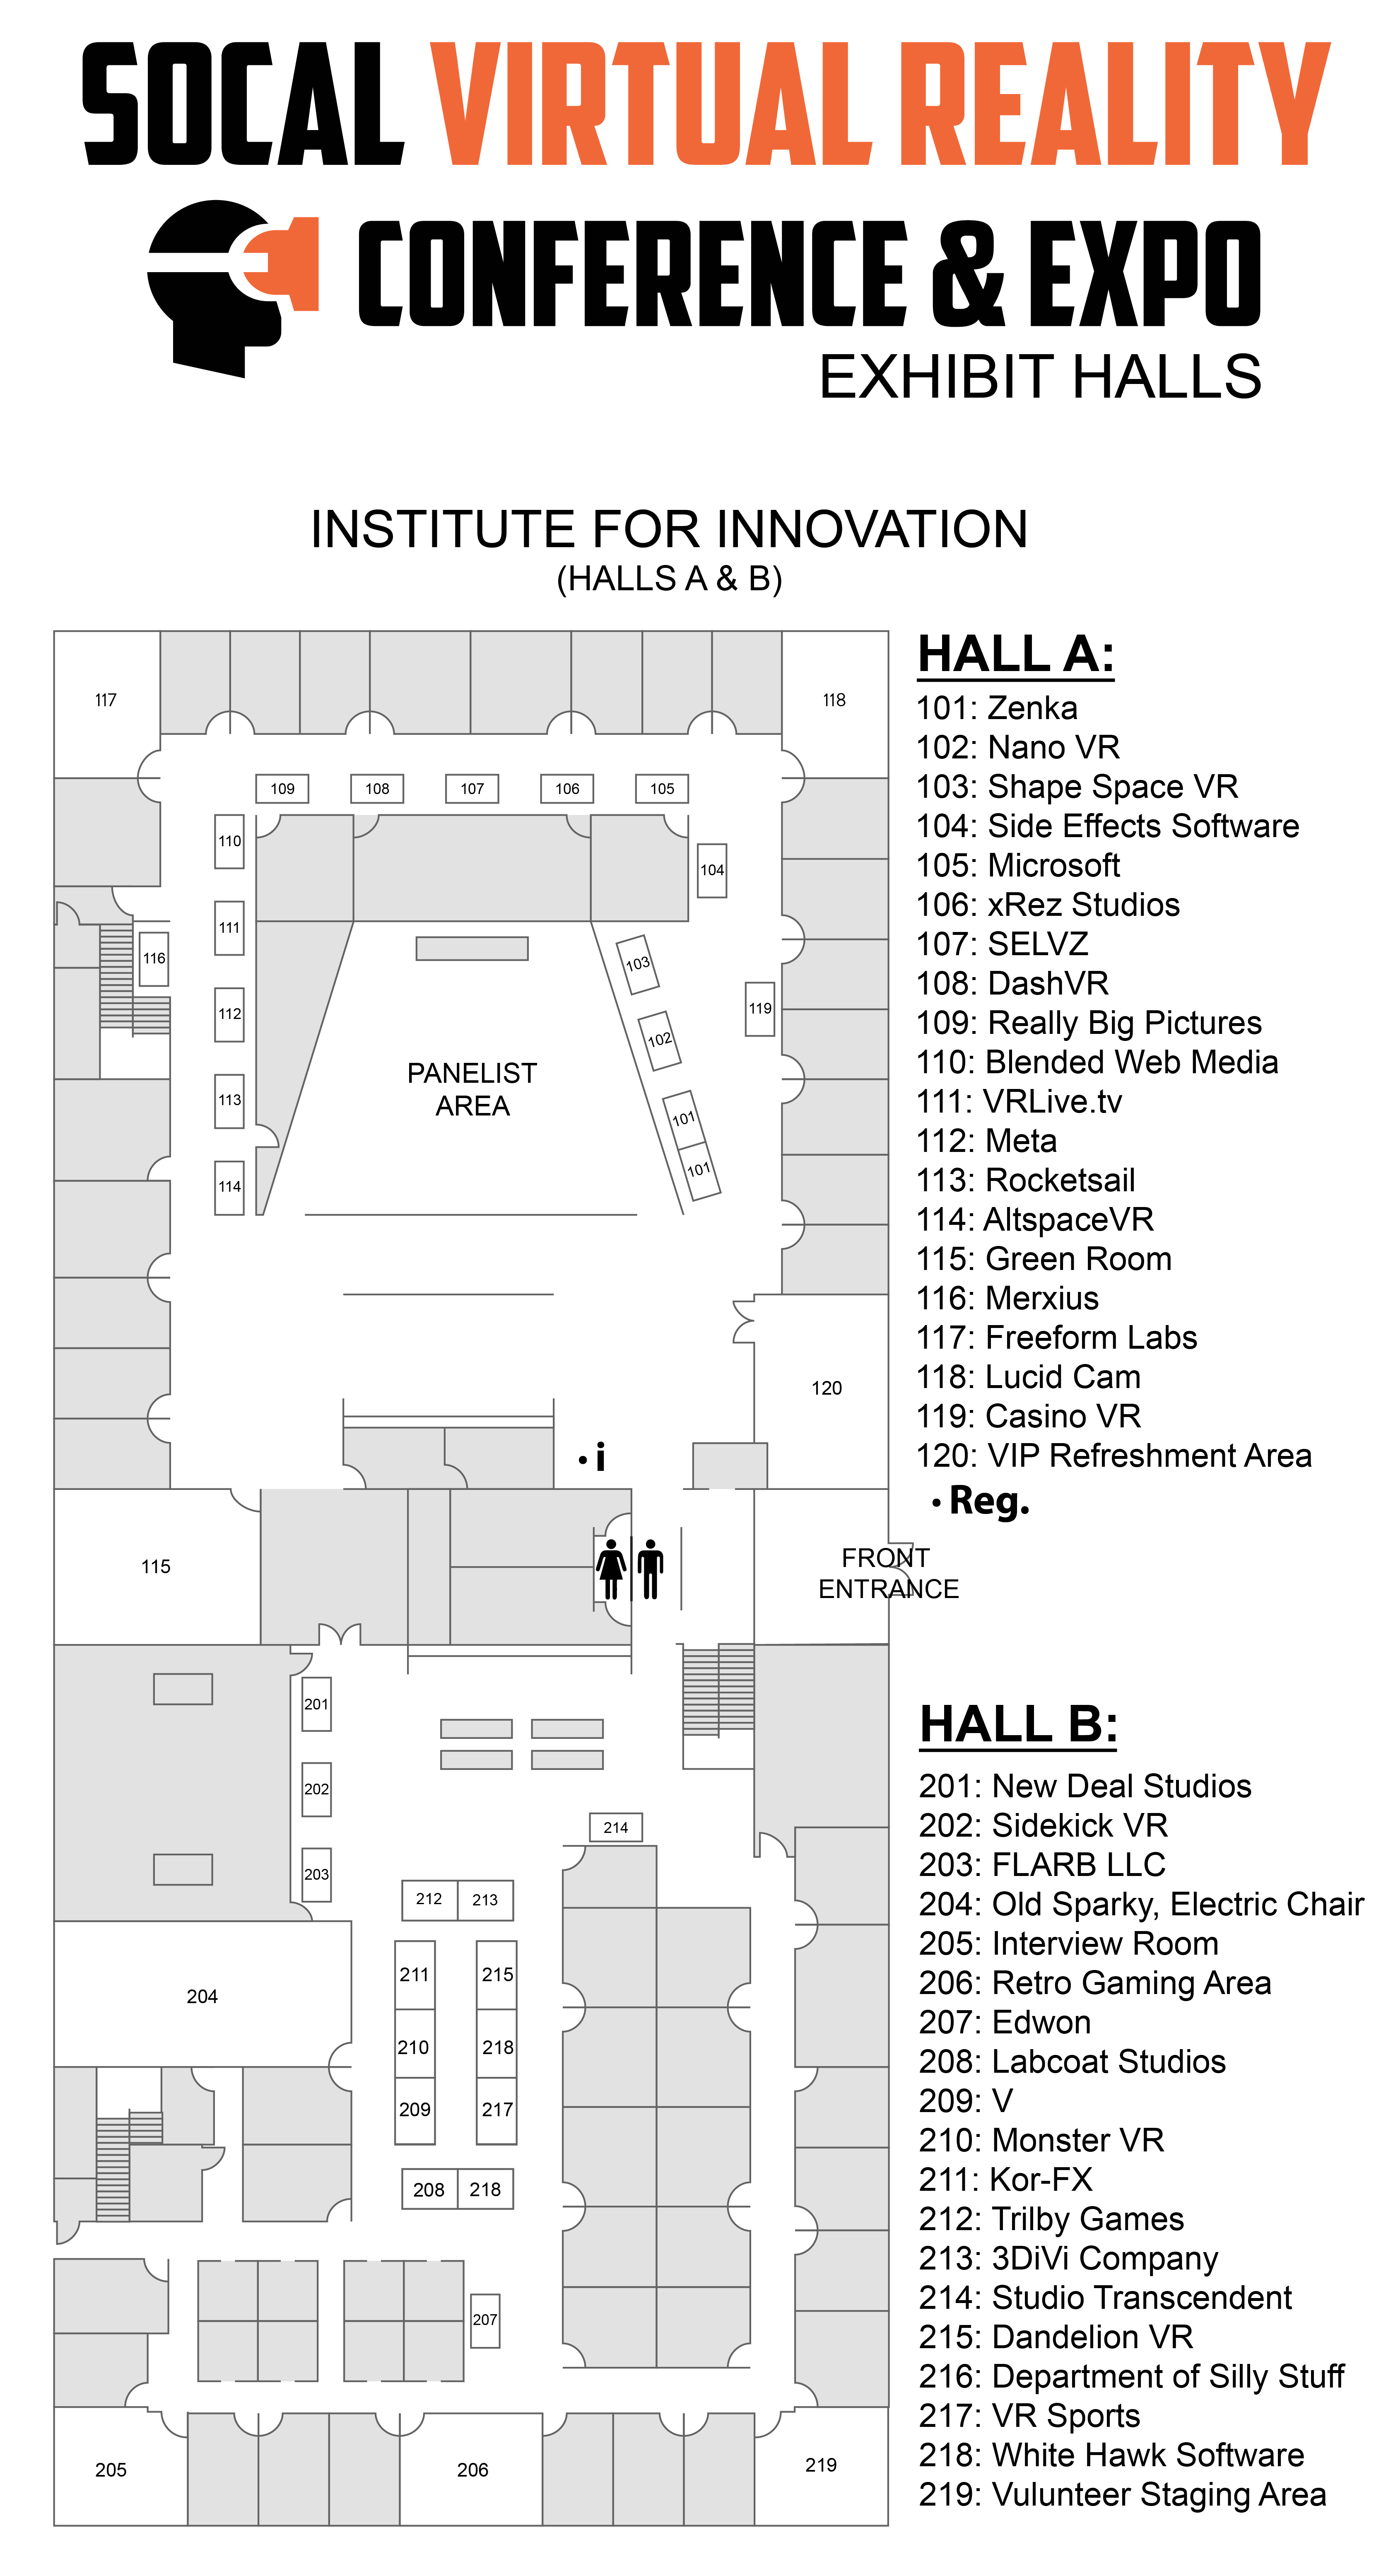 SOCAL VIRTUAL REALITY
CONFERENCE & EXPO
EXHIBIT HALLS
INSTITUTE FOR INNOVATION
(HALLS A & B)
117
118
109
108
107
106
105
110
104
111
116
103
119
112
102
PANELIST
AREA
113
101
101
114
120
• i
115
FRONT
ENTRANCE
201
202
214
203
212
213
211
215
204
210
218
209
217
208
218
207
205
206
219
HALL A:
101: Zenka
102: Nano VR
103: Shape Space VR
104: Side Effects Software
105: Microsoft
106: xRez Studios
107: SELVZ
108: DashVR
109: Really Big Pictures
110: Blended Web Media
111: VRLive.tv
112: Meta
113: Rocketsail
114: AltspaceVR
115: Green Room
116: Merxius
117: Freeform Labs
118: Lucid Cam
119: Casino VR
120: VIP Refreshment Area
• Reg.
HALL B:
201: New Deal Studios
202: Sidekick VR
203: FLARB LLC
204: Old Sparky, Electric Chair
205: Interview Room
206: Retro Gaming Area
207: Edwon
208: Labcoat Studios
209: V
210: Monster VR
211: Kor-FX
212: Trilby Games
213: 3DiVi Company
214: Studio Transcendent
215: Dandelion VR
216: Department of Silly Stuff
217: VR Sports
218: White Hawk Software
219: Vulunteer Staging Area